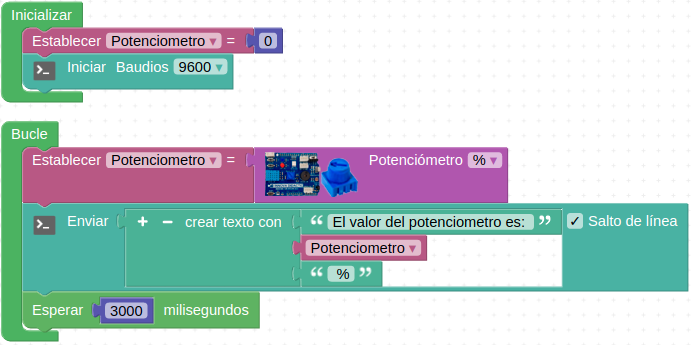 Inicializar
Establecer Potenciometro = 0
Iniciar Baudios 9600
Bucle
Establecer Potenciometro = Potenciómetro %
Enviar + − crear texto con “ El valor del potenciometro es: ” ✓ Salto de línea
Potenciometro
“ % ”
Esperar 3000 milisegundos